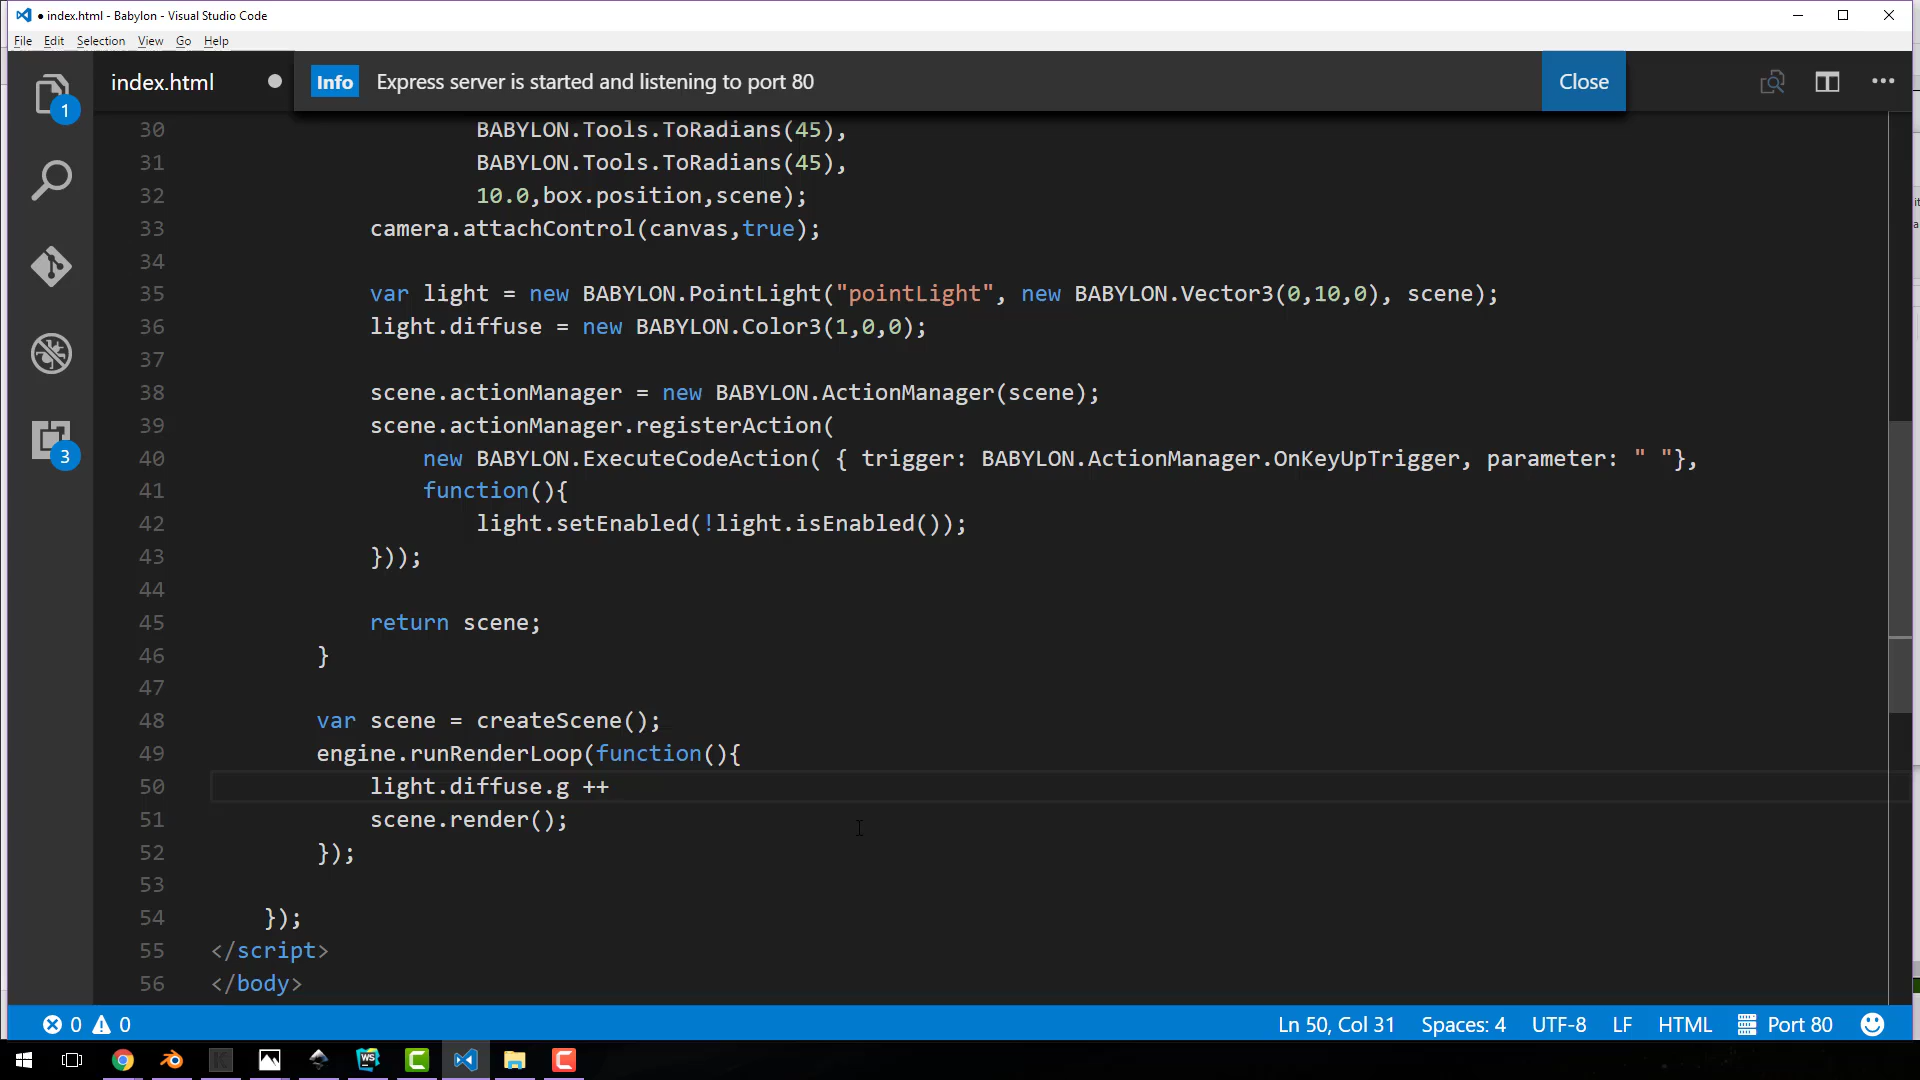 index.html - Babylon - Visual Studio Code
File Edit Selection View Go Help
index.html
Info Express server is started and listening to port 80 Close
1
30 BABYLON.Tools.ToRadians(45),
31 BABYLON.Tools.ToRadians(45),
32 10.0,box.position,scene);
33 camera.attachControl(canvas,true);
34
35 var light = new BABYLON.PointLight("pointLight", new BABYLON.Vector3(0,10,0), scene);
36 light.diffuse = new BABYLON.Color3(1,0,0);
37
38 scene.actionManager = new BABYLON.ActionManager(scene);
39 scene.actionManager.registerAction(
40 new BABYLON.ExecuteCodeAction( { trigger: BABYLON.ActionManager.OnKeyUpTrigger, parameter: " "},
41 function(){
42 light.setEnabled(!light.isEnabled());
43 }));
3
44
45 return scene;
46 }
47
48 var scene = createScene();
49 engine.runRenderLoop(function(){
50 light.diffuse.g ++
51 scene.render();
52 });
53
54 });
55 </script>
56 </body>
0 0 Ln 50, Col 31 Spaces: 4 UTF-8 LF HTML Port 80
WS